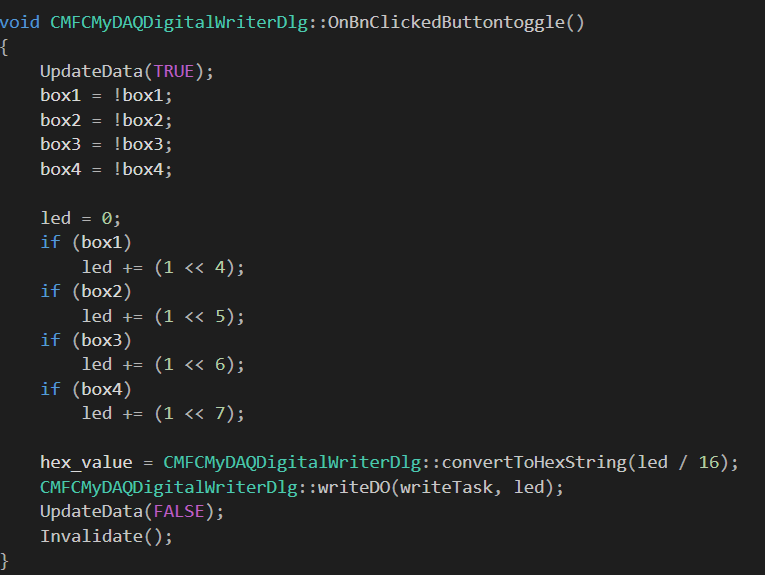 void CMFCMyDAQDigitalWriterDlg::OnBnClickedButtontoggle()
{
    UpdateData(TRUE);
    box1 = !box1;
    box2 = !box2;
    box3 = !box3;
    box4 = !box4;

    led = 0;
    if (box1)
        led += (1 << 4);
    if (box2)
        led += (1 << 5);
    if (box3)
        led += (1 << 6);
    if (box4)
        led += (1 << 7);

    hex_value = CMFCMyDAQDigitalWriterDlg::convertToHexString(led / 16);
    CMFCMyDAQDigitalWriterDlg::writeDO(writeTask, led);
    UpdateData(FALSE);
    Invalidate();
}